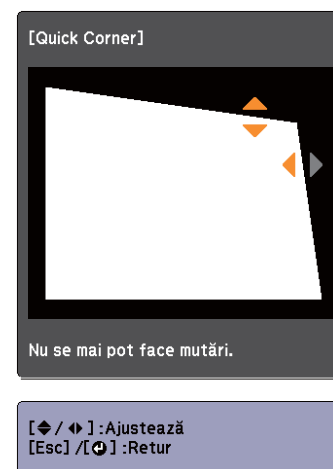 [Quick Corner]
Nu se mai pot face mutări.
[ / ] :Ajustează
[Esc] /[ ] :Retur